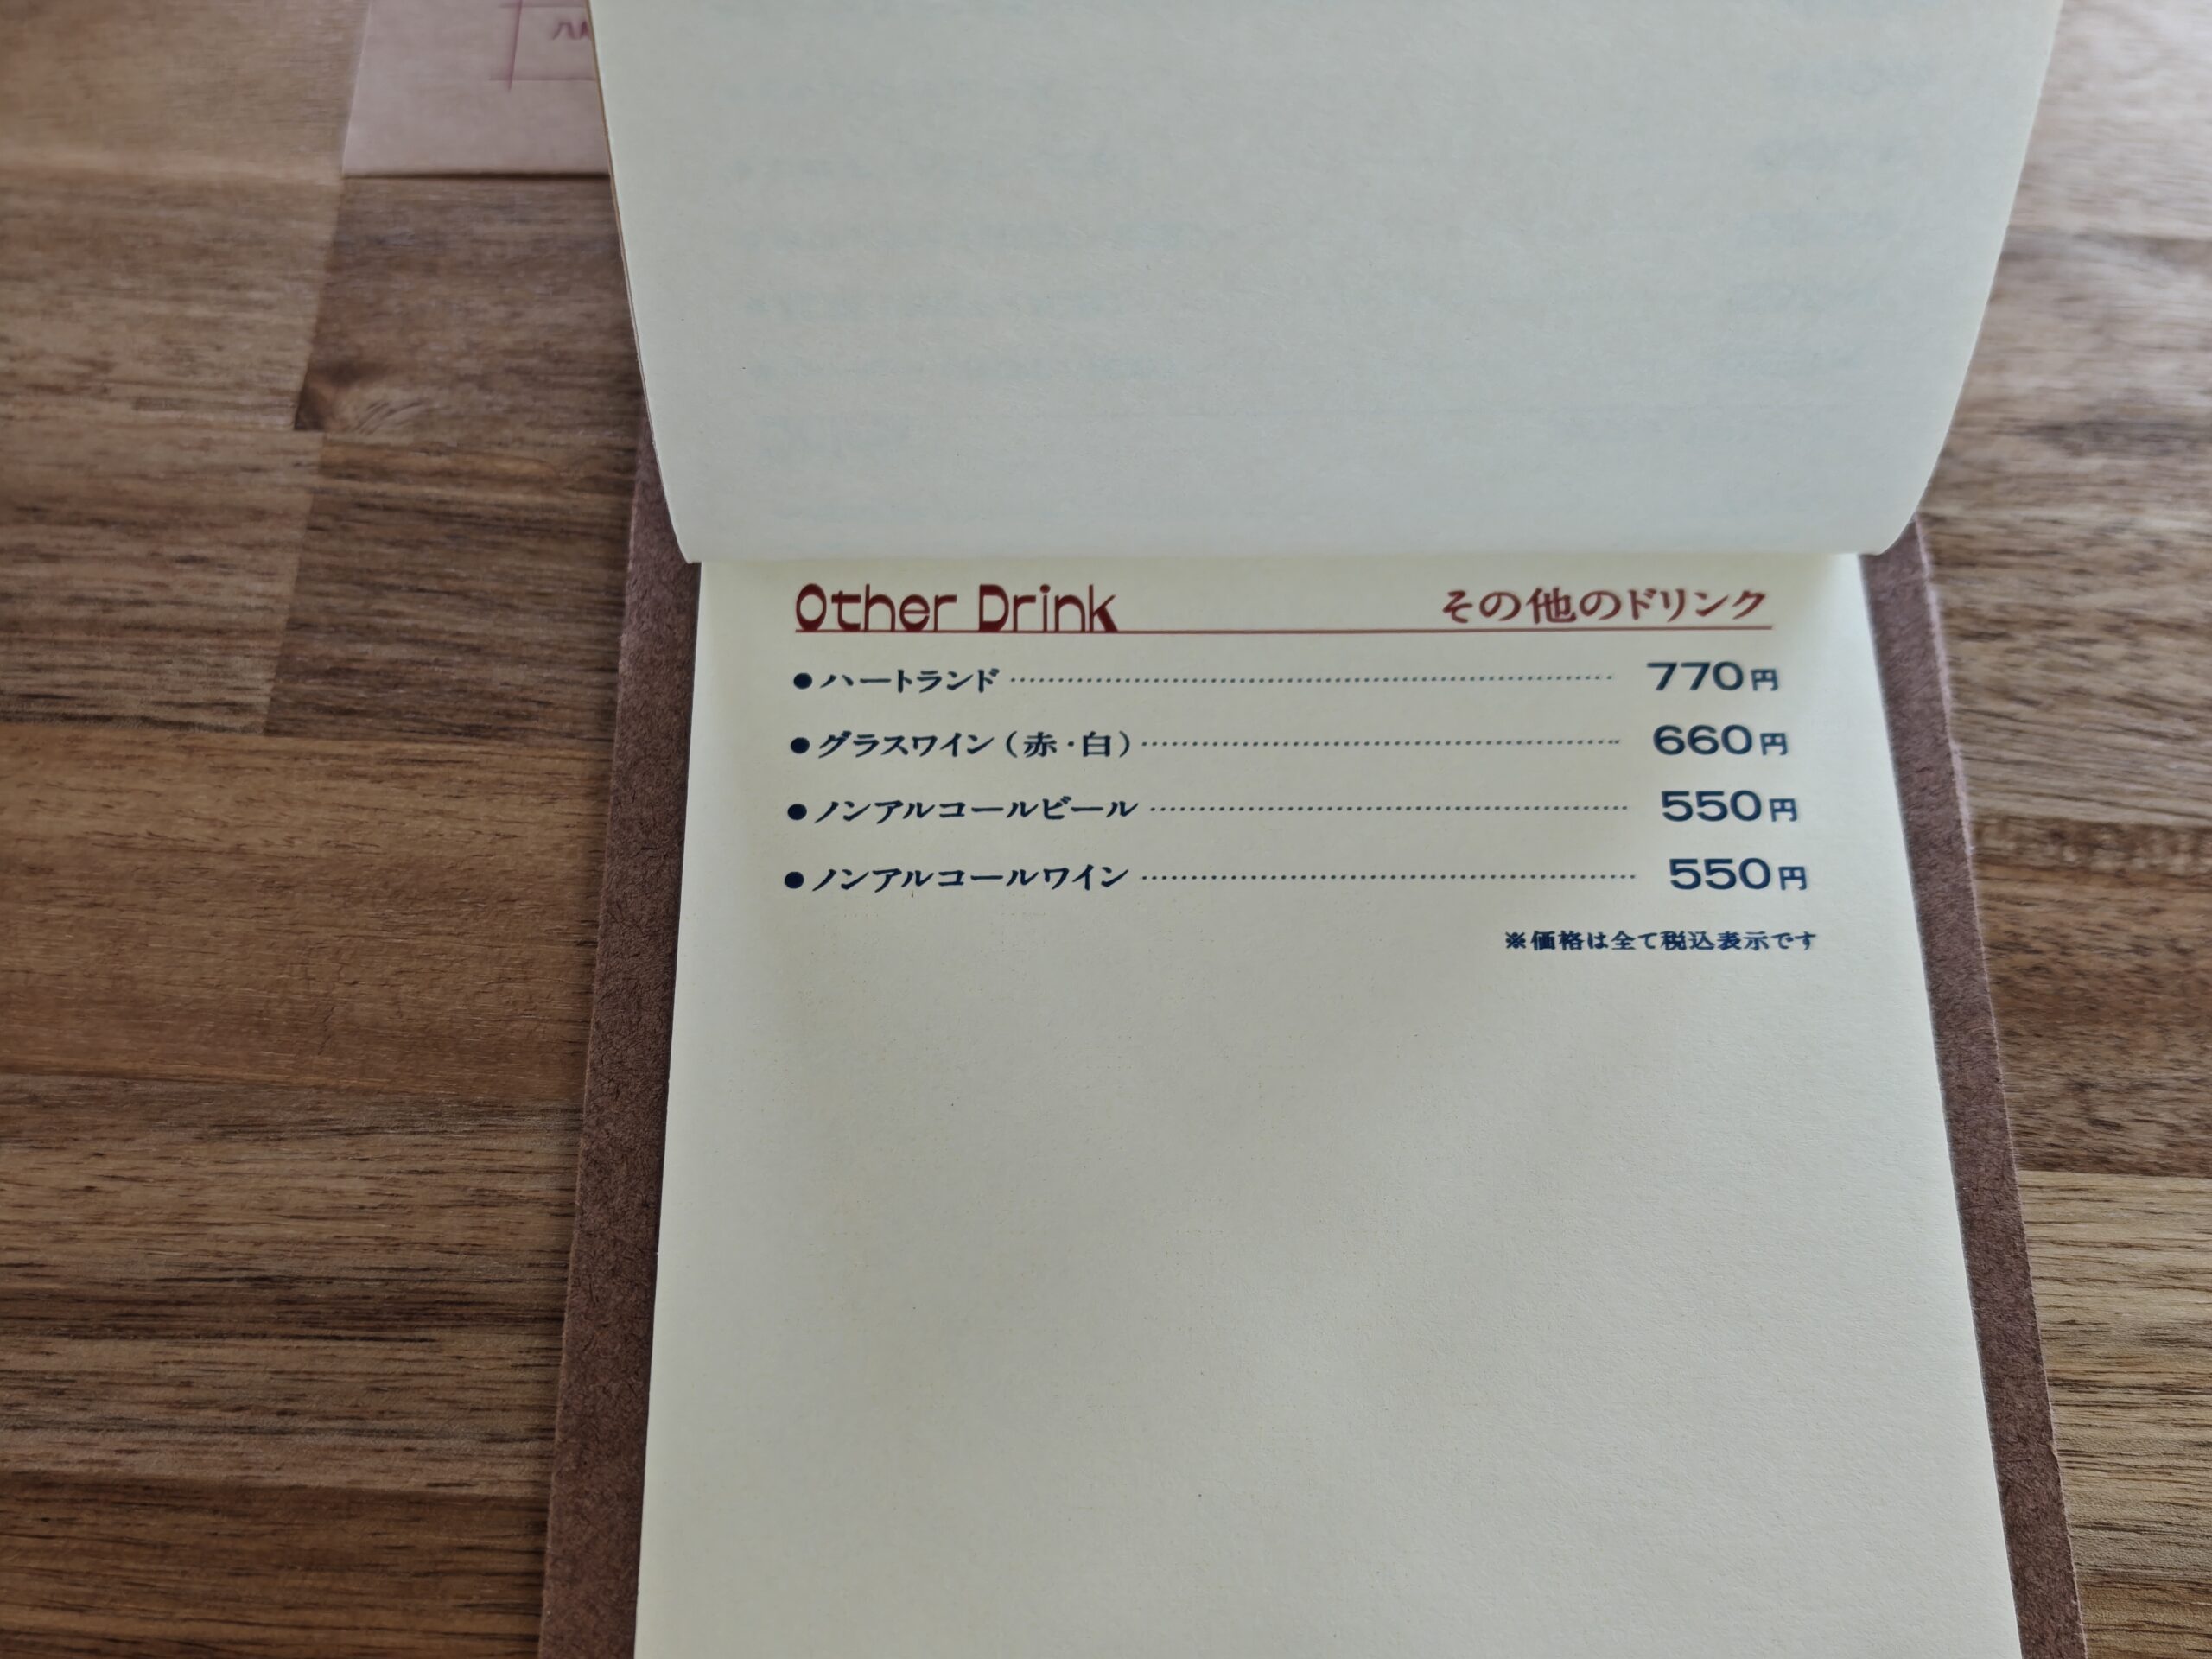 Other Drink その他のドリンク
●ハートランド 770円
●グラスワイン（赤・白） 660円
●ノンアルコールビール 550円
●ノンアルコールワイン 550円
※価格は全て税込表示です